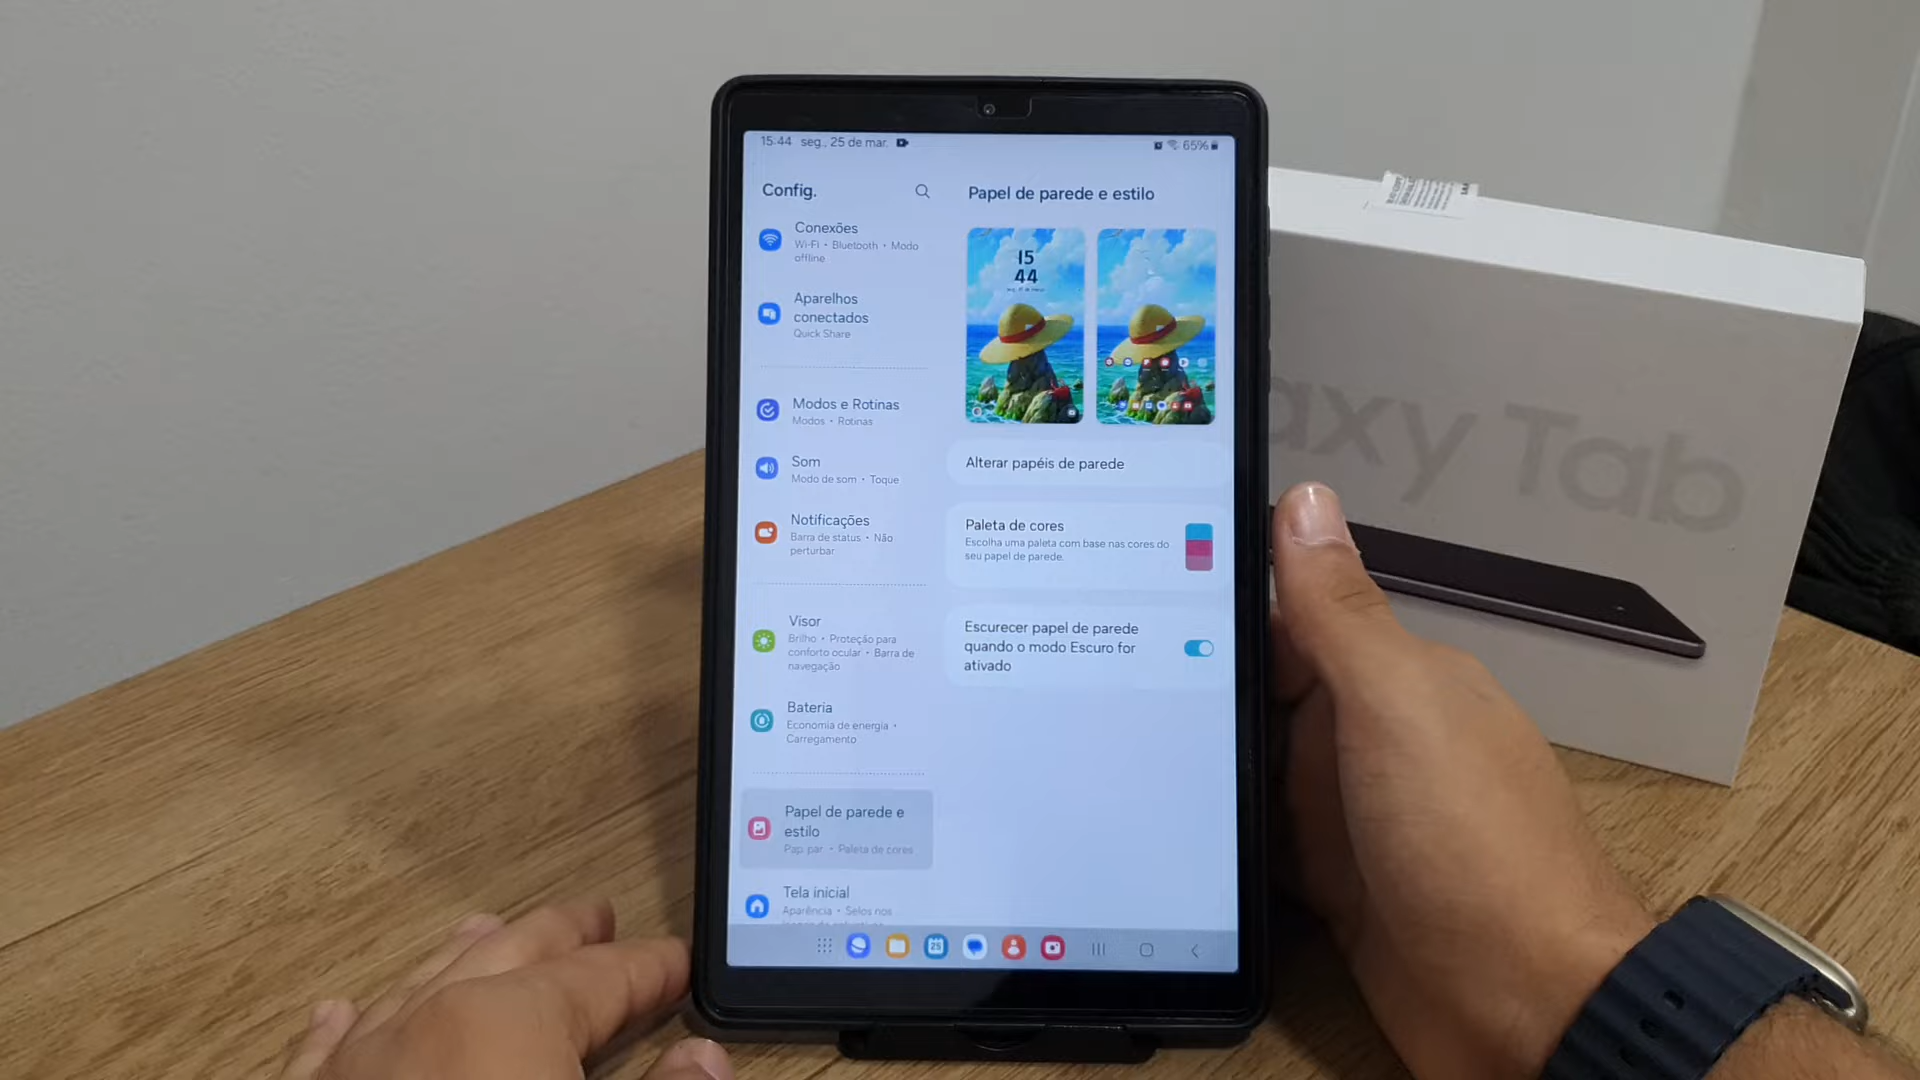 15:44 seg., 25 de mar.
65%
Config.
Conexões
Wi-Fi • Bluetooth • Modo
offline
Aparelhos
conectados
Quick Share
Modos e Rotinas
Modos • Rotinas
Som
Modo de som • Toque
Notificações
Barra de status • Não
perturbar
Visor
Brilho • Proteção para
conforto ocular • Barra de
navegação
Bateria
Economia de energia •
Carregamento
Papel de parede e
estilo
Pap. par. • Paleta de cores
Tela inicial
Aparência • Selos nos
Papel de parede e estilo
15
44
Alterar papéis de parede
Paleta de cores
Escolha uma paleta com base nas cores do
seu papel de parede.
Escurecer papel de parede
quando o modo Escuro for
ativado
25
axy Tab